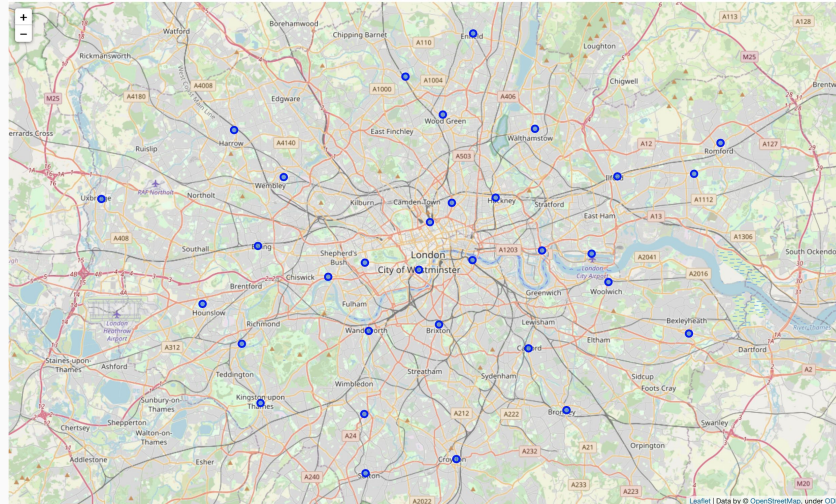 +
−
Watford
Borehamwood
Chipping Barnet
A110
Enfield
Loughton
A113
A128
Rickmansworth
M25
A4008
West Coast Main Line
A1000
A1004
Chigwell
M25
M25
A4180
Edgware
A406
Wood Green
East Finchley
Walthamstow
A12
A127
Harrow
A4140
Romford
Ruislip
A503
RAF Northolt
Wembley
Ilford
Uxbridge
Northolt
Kilburn
Camden Town
Hackney
Stratford
A1112
East Ham
A13
A408
Southall
Ealing
Shepherd's
Bush
London
City of Westminster
A1203
A1306
A2041
South Ockendon
London
City Airport
A2016
Brentford
Chiswick
Fulham
Greenwich
Woolwich
London
Heathrow
Airport
Hounslow
Richmond
Wandsworth
Brixton
Lewisham
Bexleyheath
A312
Eltham
Dartford
Staines-upon-
Thames
Ashford
Teddington
Catford
Streatham
Sydenham
Sidcup
A2
Wimbledon
Foots Cray
Sunbury-on-
Thames
Kingston-upon
Thames
A212
A222
Bromley
Chertsey
Shepperton
Walton-on-
Thames
A24
Swanley
Addlestone
Esher
Croydon
A232
A21
Orpington
A240
Sutton
A233
M20
A2022
A223
Leaflet | Data by © OpenStreetMap, under OD